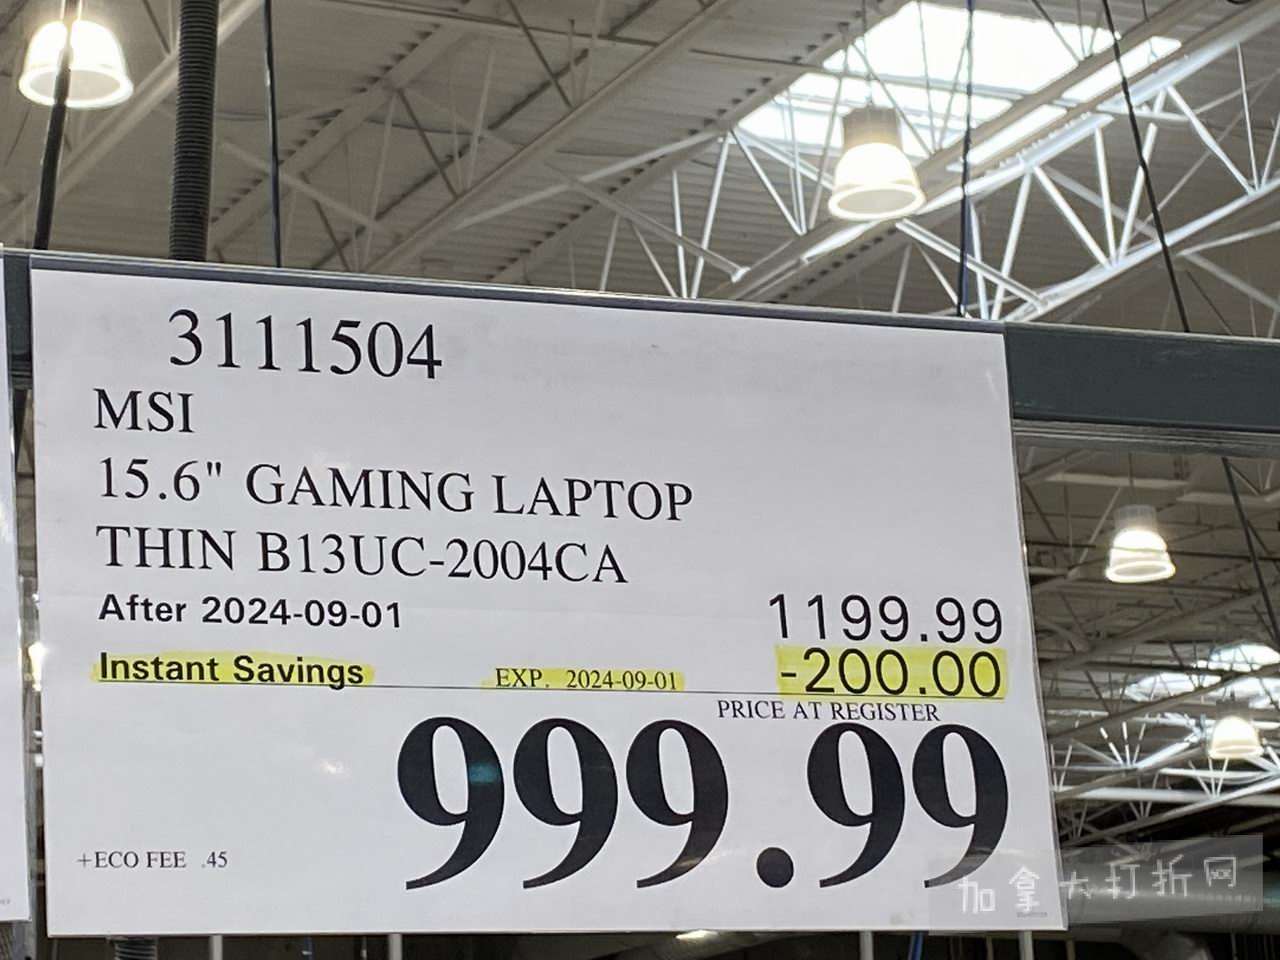 3111504
MSI
15.6" GAMING LAPTOP
THIN B13UC-2004CA
After 2024-09-01 1199.99
Instant Savings EXP. 2024-09-01 -200.00
PRICE AT REGISTER
999.99
+ECO FEE .45
加拿大打折网